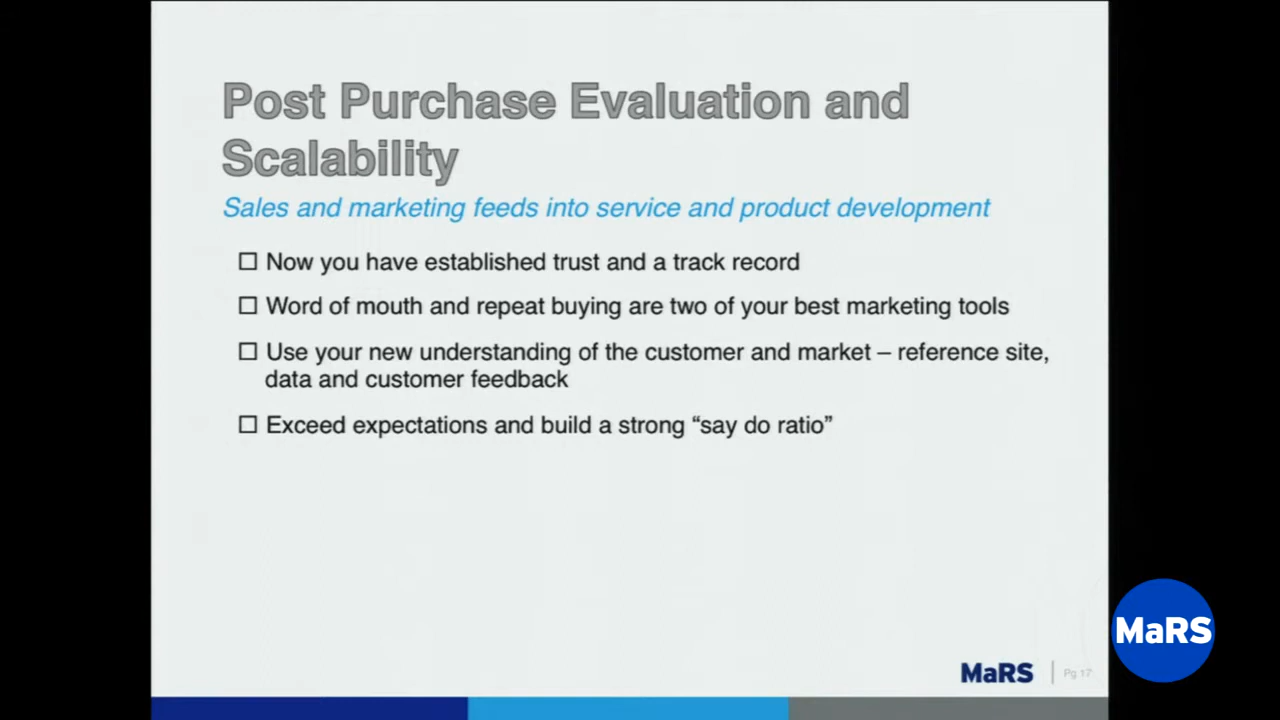 Post Purchase Evaluation and
Scalability
Sales and marketing feeds into service and product development
Now you have established trust and a track record
Word of mouth and repeat buying are two of your best marketing tools
Use your new understanding of the customer and market – reference site,
data and customer feedback
Exceed expectations and build a strong “say do ratio”
MaRS
MaRS
Pg 17